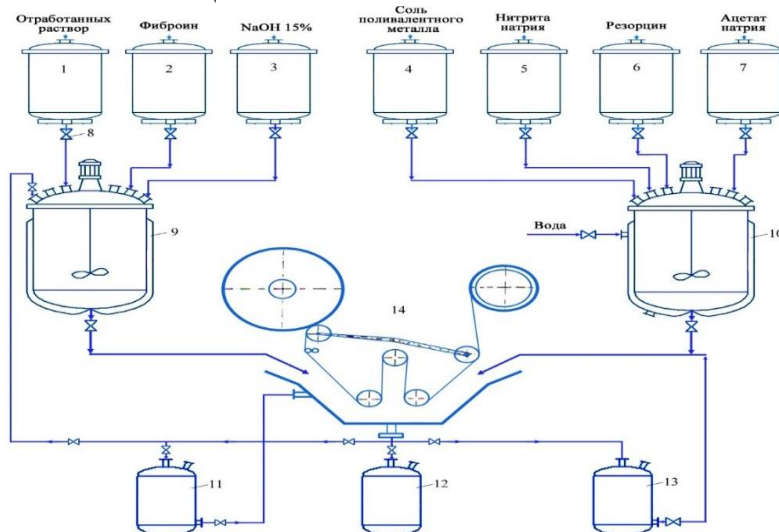 Отработанных
раствор
Фиброин
NaOH 15%
Соль
поливалентного
металла
Нитрита
натрия
Резорцин
Ацетат
натрия
1
2
3
4
5
6
7
8
9
Вода
10
14
11
12
13